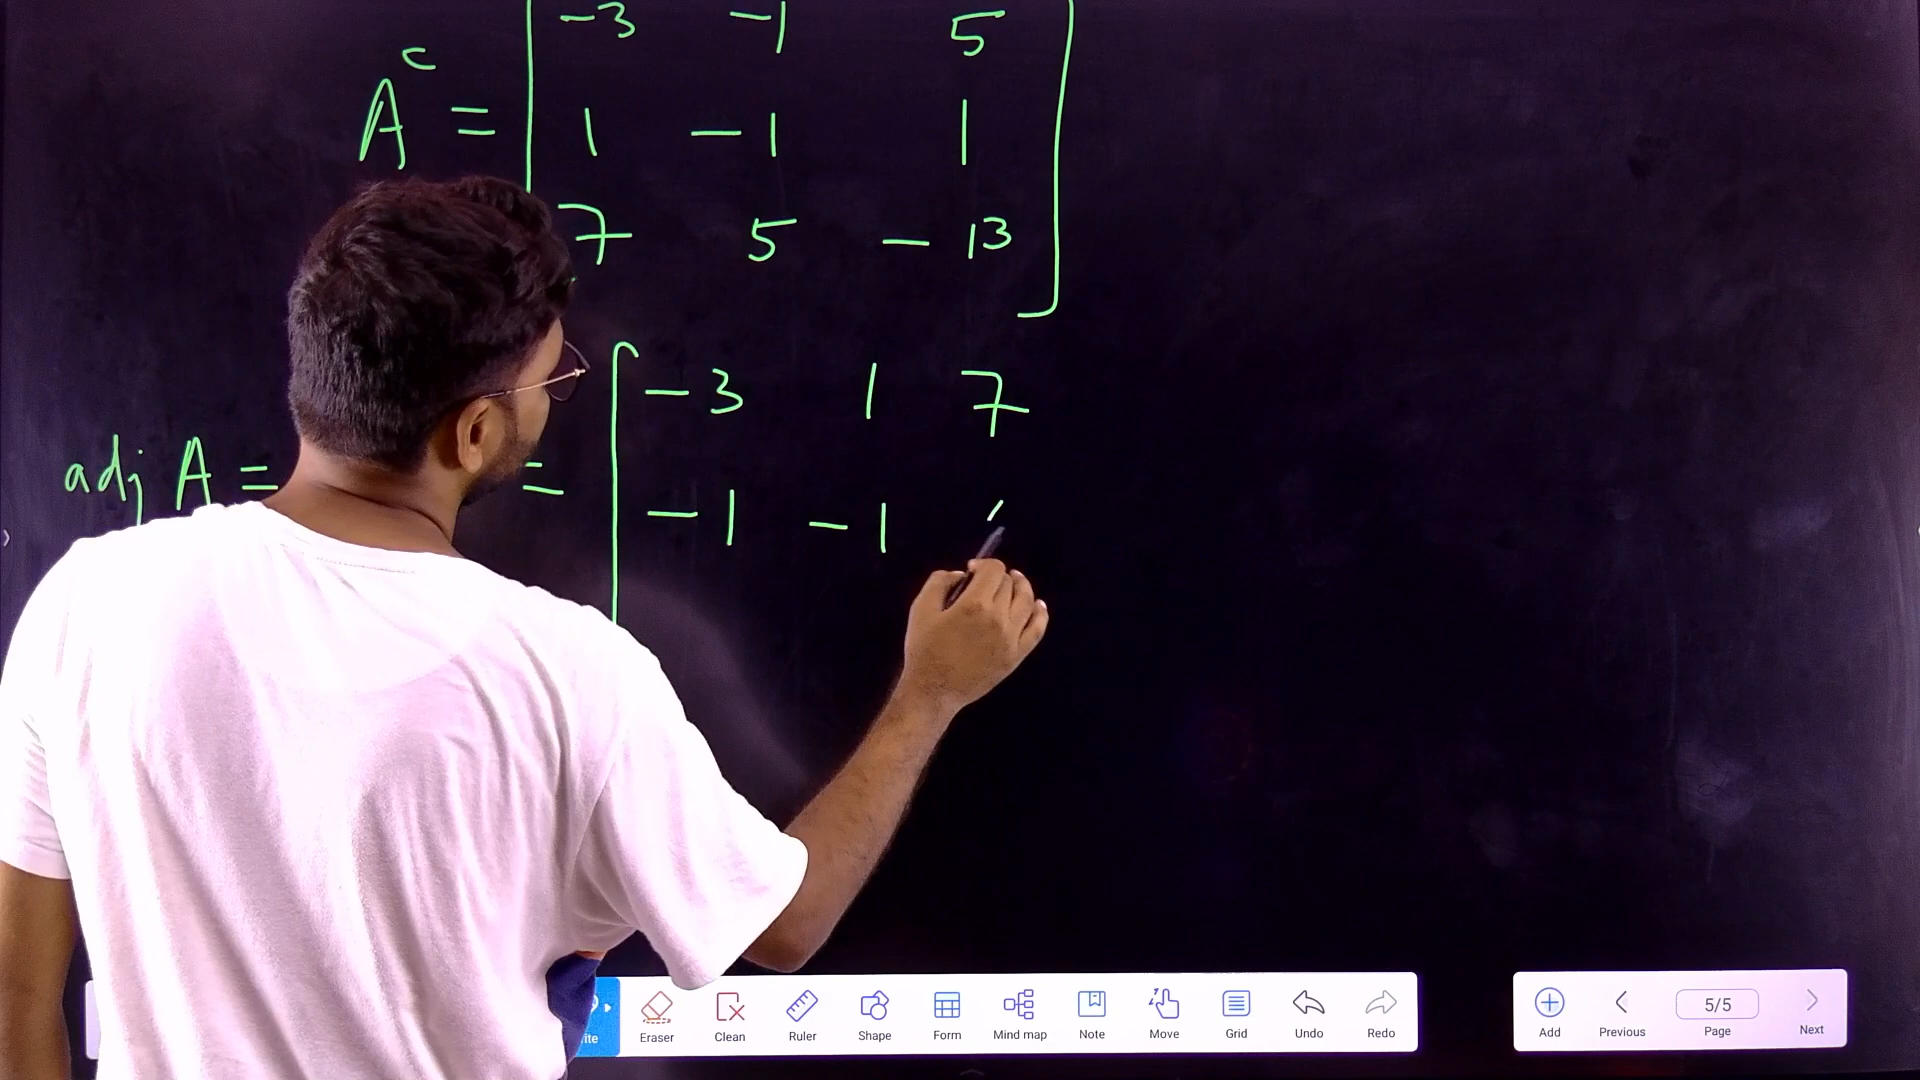 -3 -1 5
A^c = 1 -1 1
7 5 -13
-3 1 7
adj A = =
-1 -1
Eraser Clean Ruler Shape Form Mind map Note Move Grid Undo Redo
Add Previous 5/5 Page Next